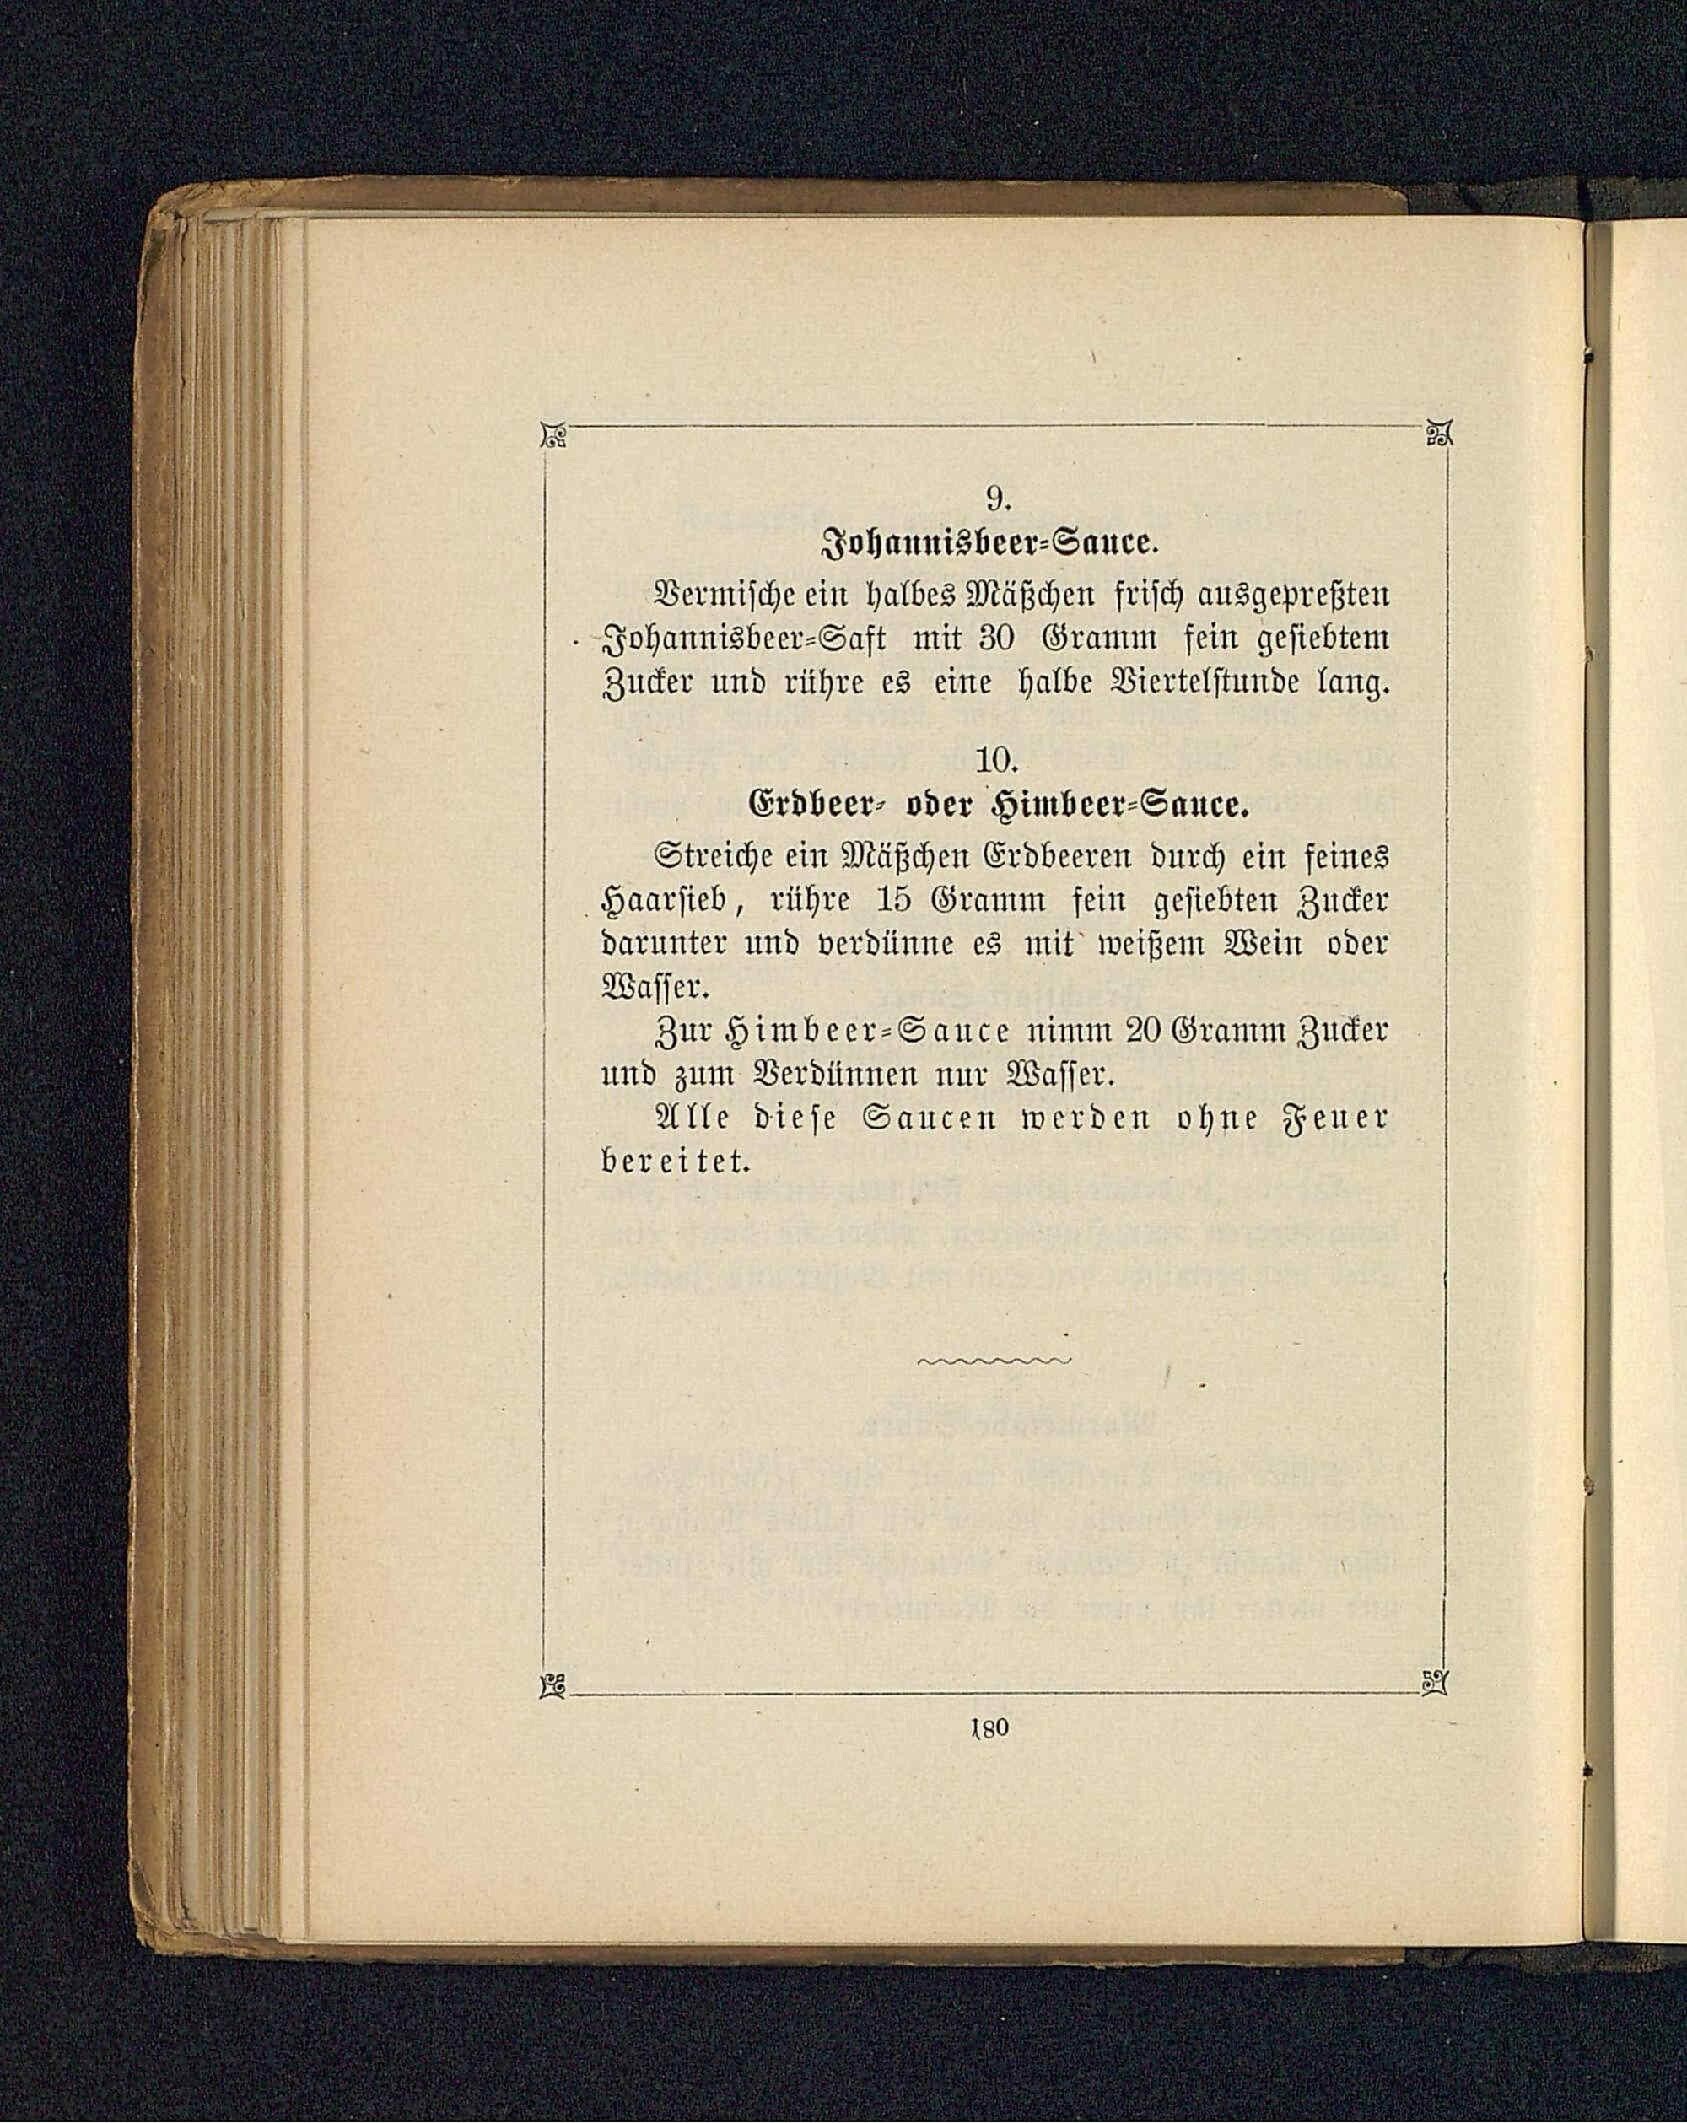 9.
Johannisbeer-Sauce.
Vermische ein halbes Mäßchen frisch ausgepreßten
Johannisbeer-Saft mit 30 Gramm fein gesiebtem
Zucker und rühre es eine halbe Viertelstunde lang.
10.
Erdbeer- oder Himbeer-Sauce.
Streiche ein Mäßchen Erdbeeren durch ein feines
Haarsieb, rühre 15 Gramm fein gesiebten Zucker
darunter und verdünne es mit weißem Wein oder
Wasser.
Zur Himbeer-Sauce nimm 20 Gramm Zucker
und zum Verdünnen nur Wasser.
Alle diese Saucen werden ohne Feuer
bereitet.
180